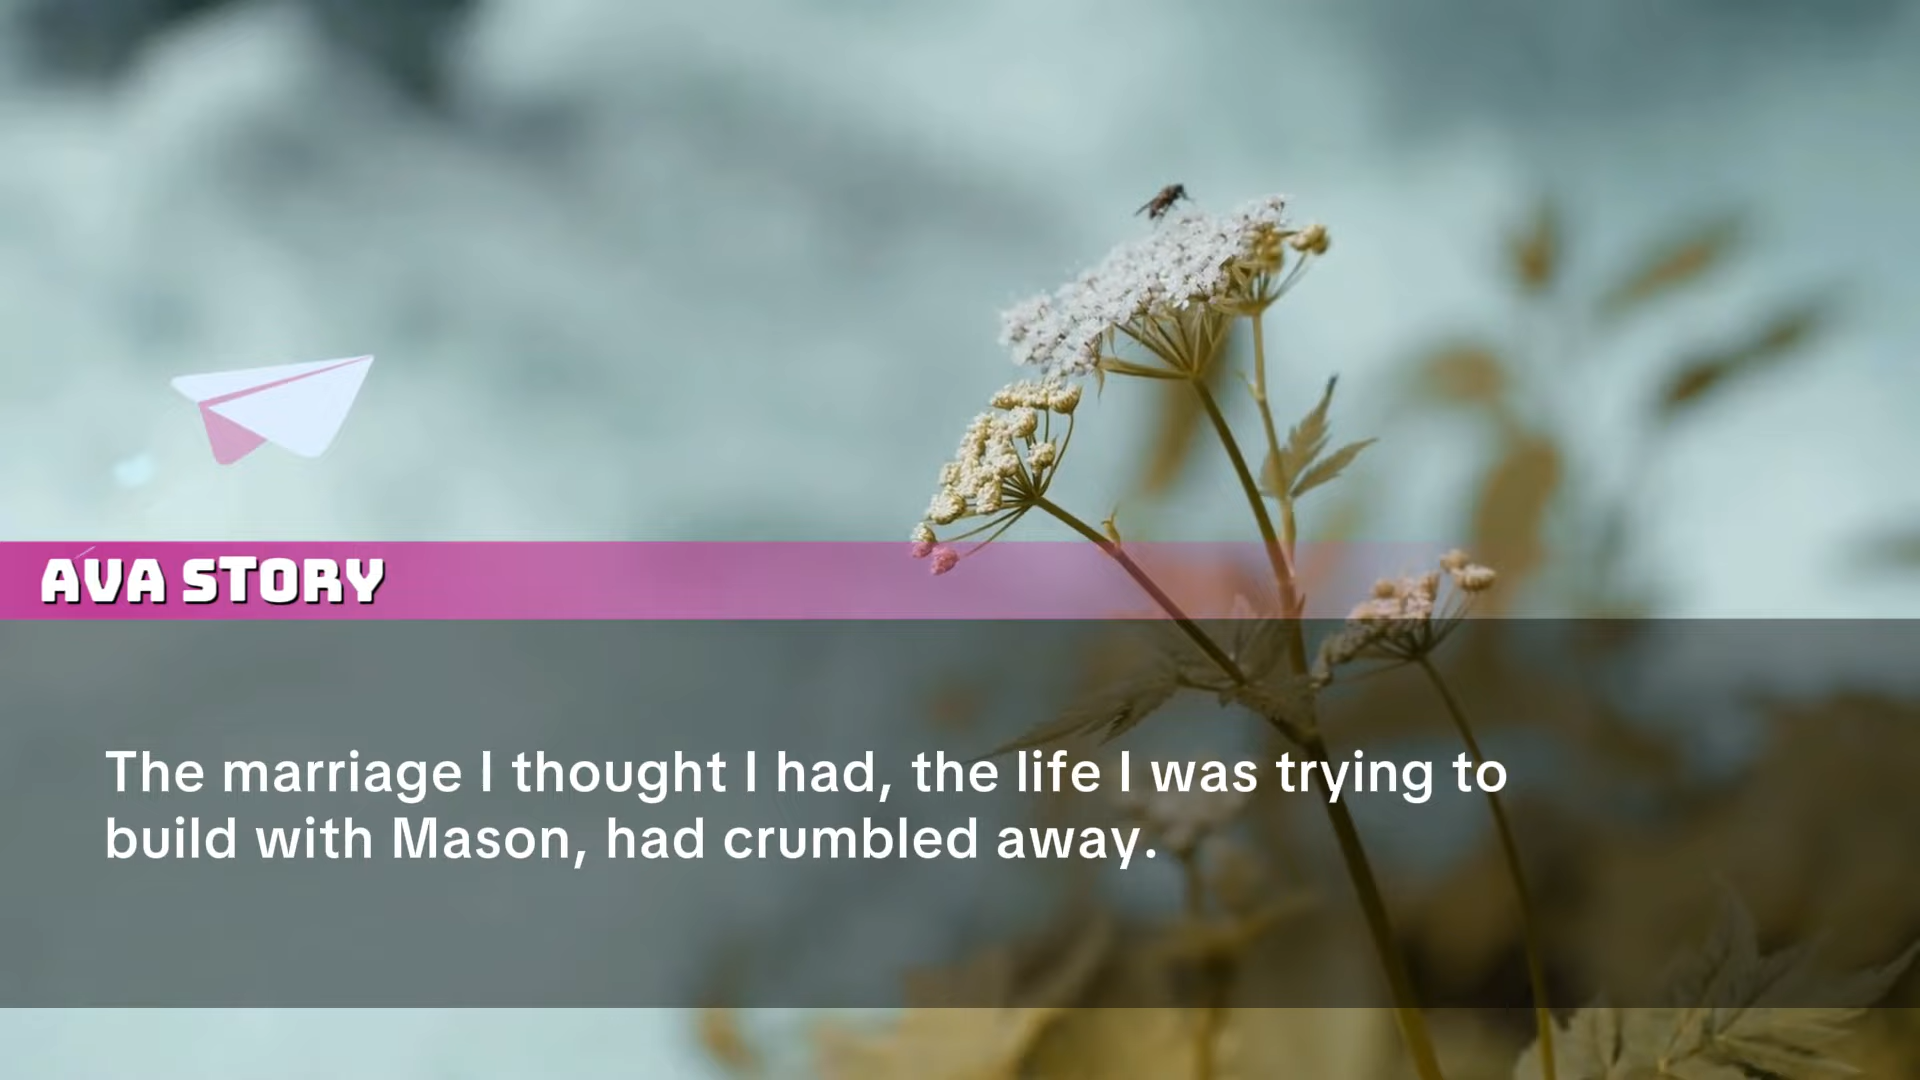 AVA STORY
The marriage I thought I had, the life I was trying to
build with Mason, had crumbled away.